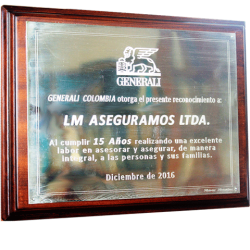 GENERALI
GENERALI COLOMBIA otorga el presente reconocimiento a:
LM ASEGURAMOS LTDA.
Al cumplir 15 Años realizando una excelente
labor en asesorar y asegurar, de manera
integral, a las personas y sus familias.
Diciembre de 2016